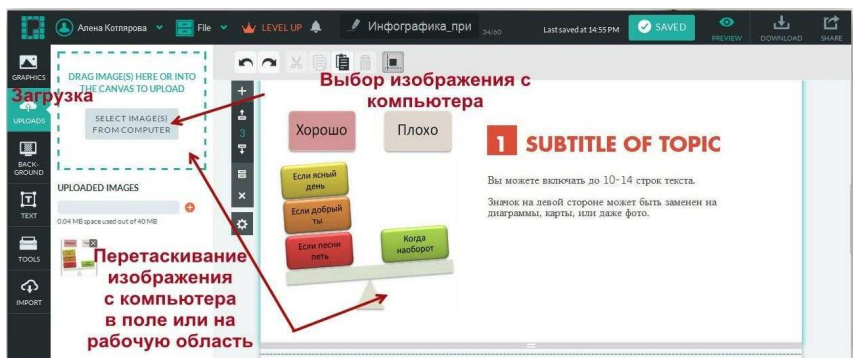 Алена Котлярова
File
LEVEL UP
Инфографика_при
34/60
Last saved at 14:55 PM
SAVED
PREVIEW
DOWNLOAD
SHARE
GRAPHICS
UPLOADS
BACK-
GROUND
TEXT
TOOLS
IMPORT
Загрузка
DRAG IMAGE(S) HERE OR INTO
THE CANVAS TO UPLOAD
SELECT IMAGE(S)
FROM COMPUTER
UPLOADED IMAGES
0.04 MB space used out of 40 MB
Перетаскивание
изображения
с компьютера
в поле или на
рабочую область
Выбор изображения с
компьютера
3
Хорошо
Плохо
Если ясный
день
Если добрый
ты
Если песни
петь
Когда
наоборот
1 SUBTITLE OF TOPIC
Вы можете включать до 10-14 строк текста.
Значок на левой стороне может быть заменен на
диаграммы, карты, или даже фото.